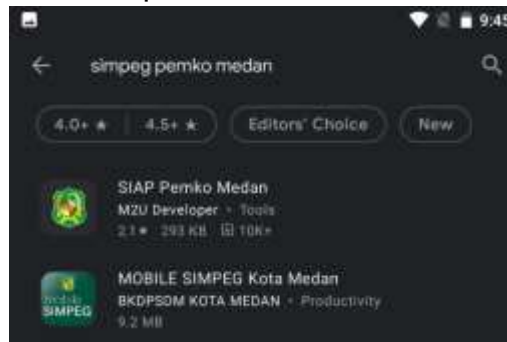 9:45
simpeg pemko medan
4.0+ ★ 4.5+ ★ Editors' Choice New
SIAP Pemko Medan
M2U Developer • Tools
2.1★ 293 KB 10K+
MOBILE SIMPEG Kota Medan
SIMPEG
BKDPSDM KOTA MEDAN • Productivity
9.2 MB